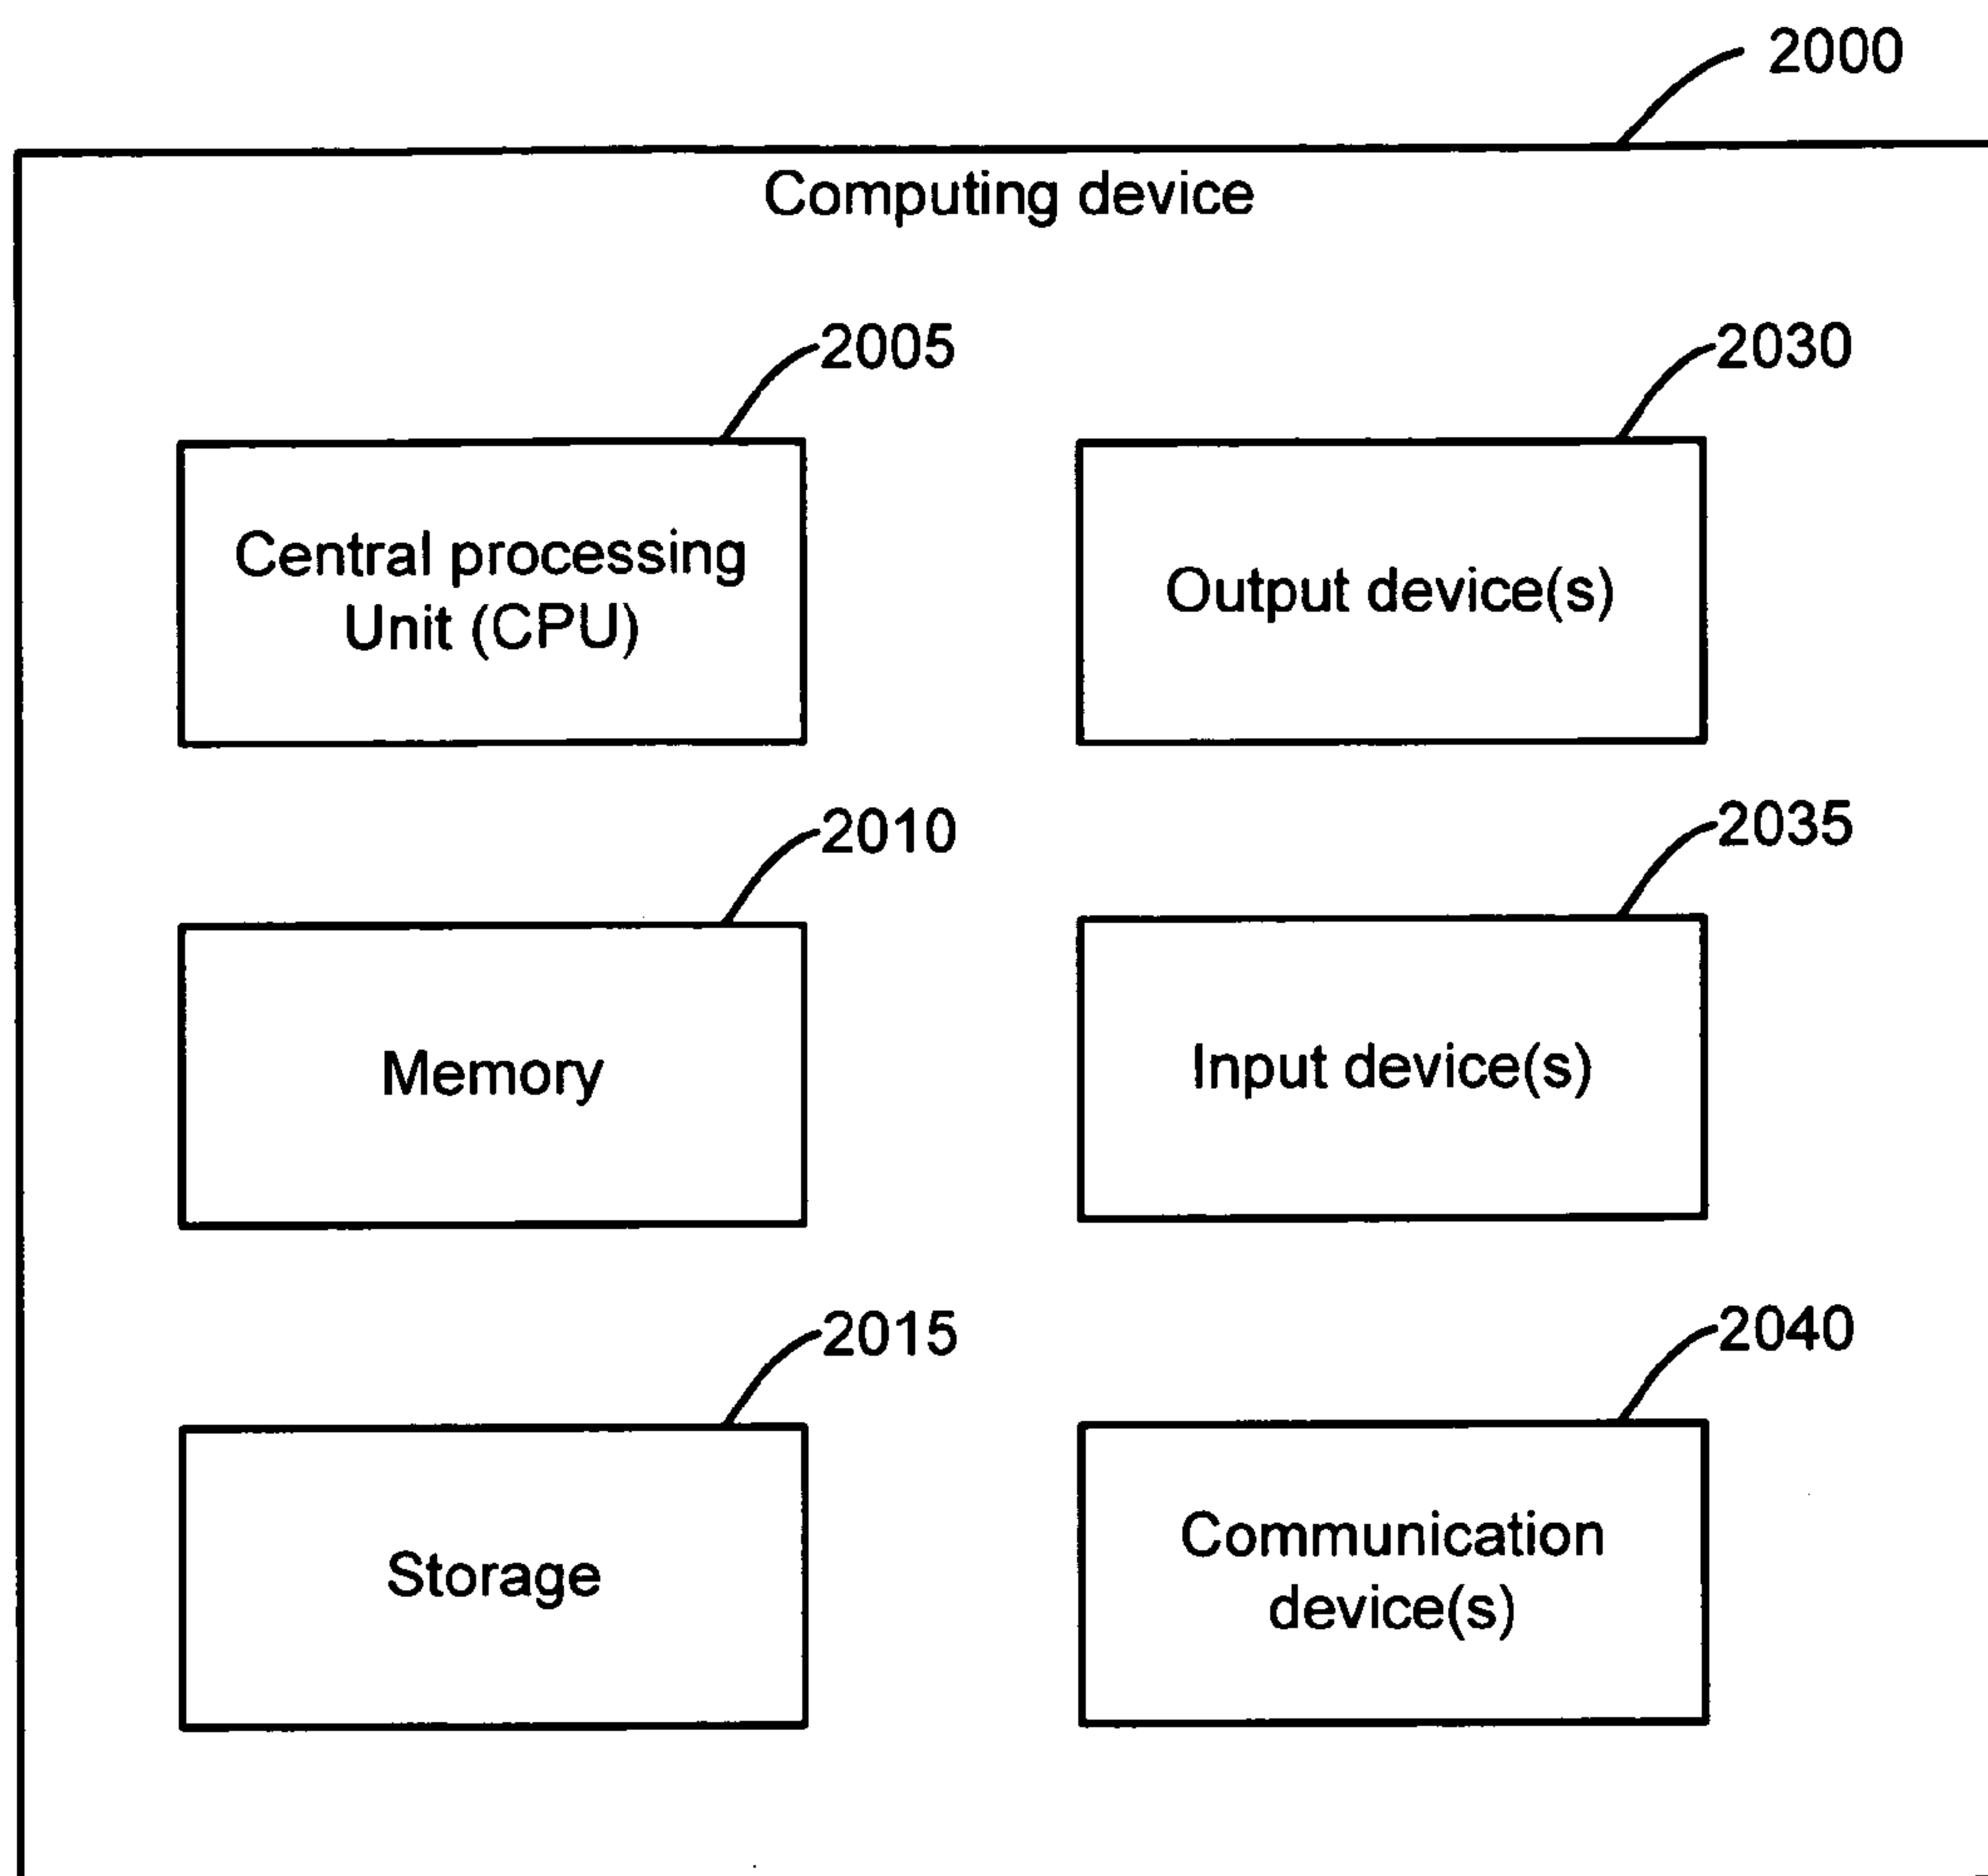 2000
Computing device
2005
2030
Central processing
Unit (CPU)
Output device(s)
2010
2035
Memory
Input device(s)
2015
2040
Storage
Communication
device(s)